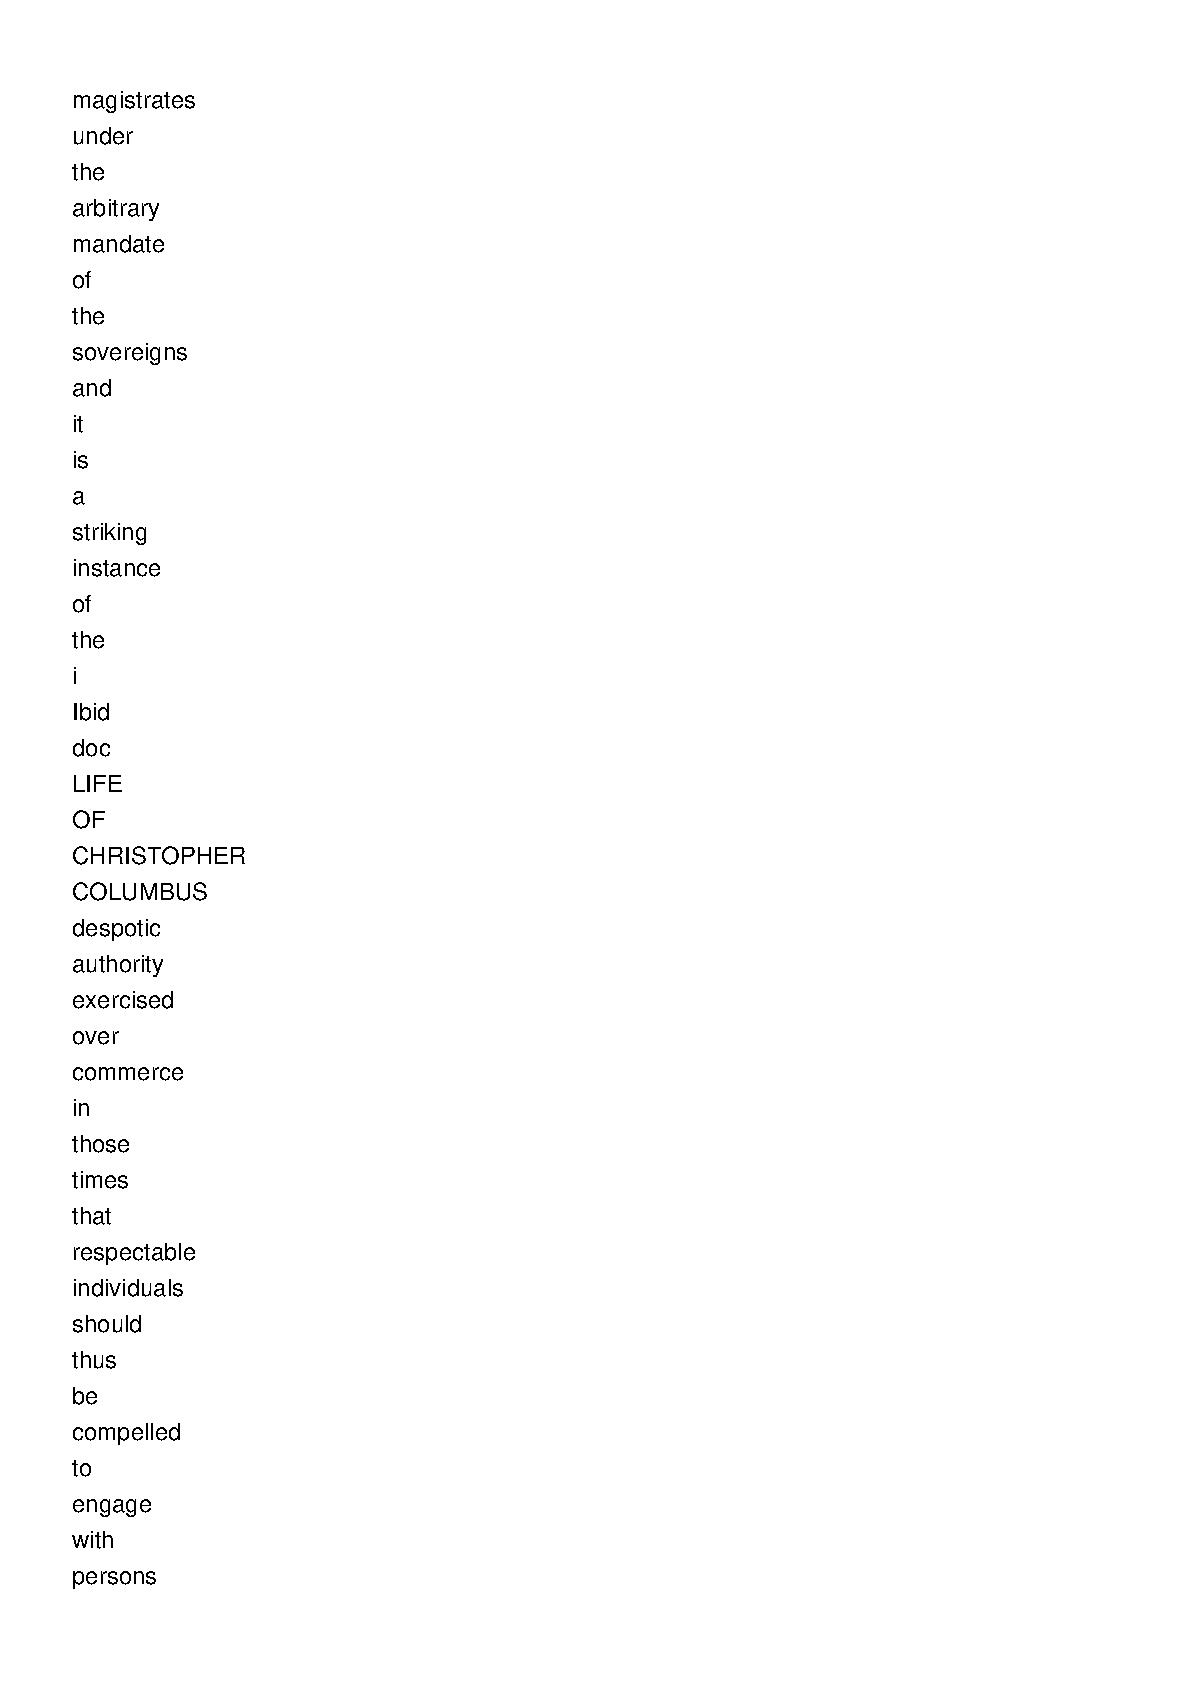 magistrates
under
the
arbitrary
mandate
of
the
sovereigns
and
it
is
a
striking
instance
of
the
i
Ibid
doc
LIFE
OF
CHRISTOPHER
COLUMBUS
despotic
authority
exercised
over
commerce
in
those
times
that
respectable
individuals
should
thus
be
compelled
to
engage
with
persons